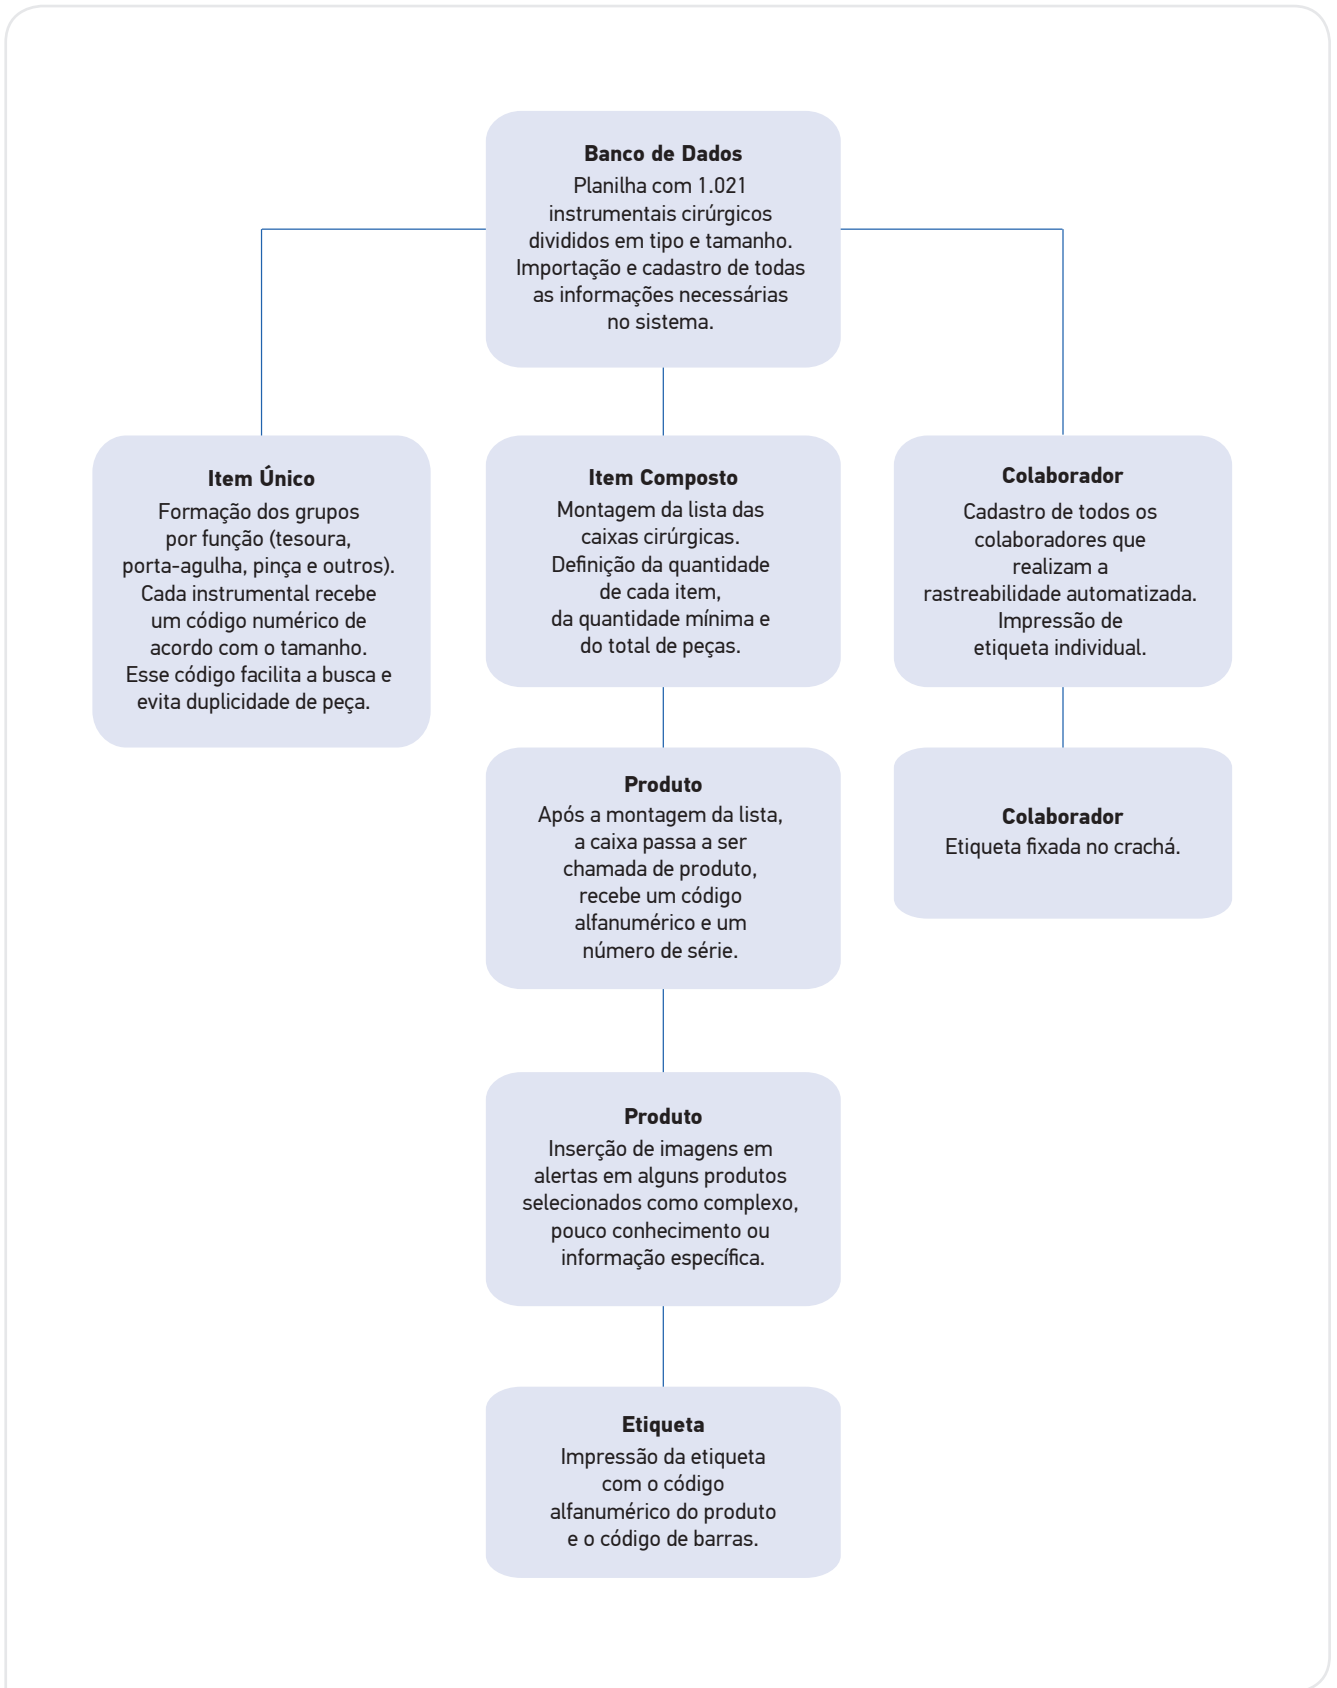 Banco de Dados
Planilha com 1.021
instrumentais cirúrgicos
divididos em tipo e tamanho.
Importação e cadastro de todas
as informações necessárias
no sistema.
Item Único
Formação dos grupos
por função (tesoura,
porta-agulha, pinça e outros).
Cada instrumental recebe
um código numérico de
acordo com o tamanho.
Esse código facilita a busca e
evita duplicidade de peça.
Item Composto
Montagem da lista das
caixas cirúrgicas.
Definição da quantidade
de cada item,
da quantidade mínima e
do total de peças.
Colaborador
Cadastro de todos os
colaboradores que
realizam a
rastreabilidade automatizada.
Impressão de
etiqueta individual.
Produto
Após a montagem da lista,
a caixa passa a ser
chamada de produto,
recebe um código
alfanumérico e um
número de série.
Colaborador
Etiqueta fixada no crachá.
Produto
Inserção de imagens em
alertas em alguns produtos
selecionados como complexo,
pouco conhecimento ou
informação específica.
Etiqueta
Impressão da etiqueta
com o código
alfanumérico do produto
e o código de barras.